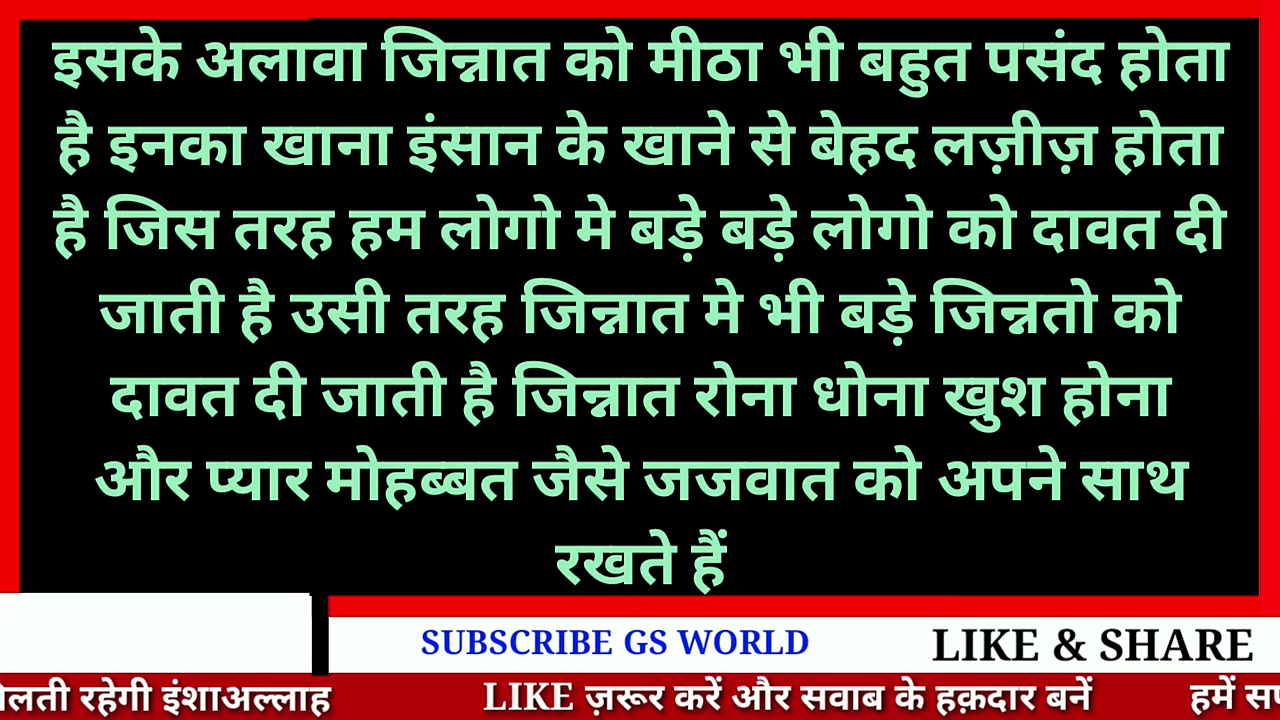 इसके अलावा जिन्नात को मीठा भी बहुत पसंद होता
है इनका खाना इंसान के खाने से बेहद लज़ीज़ होता
है जिस तरह हम लोगो मे बड़े बड़े लोगो को दावत दी
जाती है उसी तरह जिन्नात मे भी बड़े जिन्नतो को
दावत दी जाती है जिन्नात रोना धोना खुश होना
और प्यार मोहब्बत जैसे जजवात को अपने साथ
रखते हैं
SUBSCRIBE GS WORLD LIKE & SHARE
रहेगी इंशाअल्लाह LIKE ज़रूर करें और सवाब के हक़दार बनें हमें